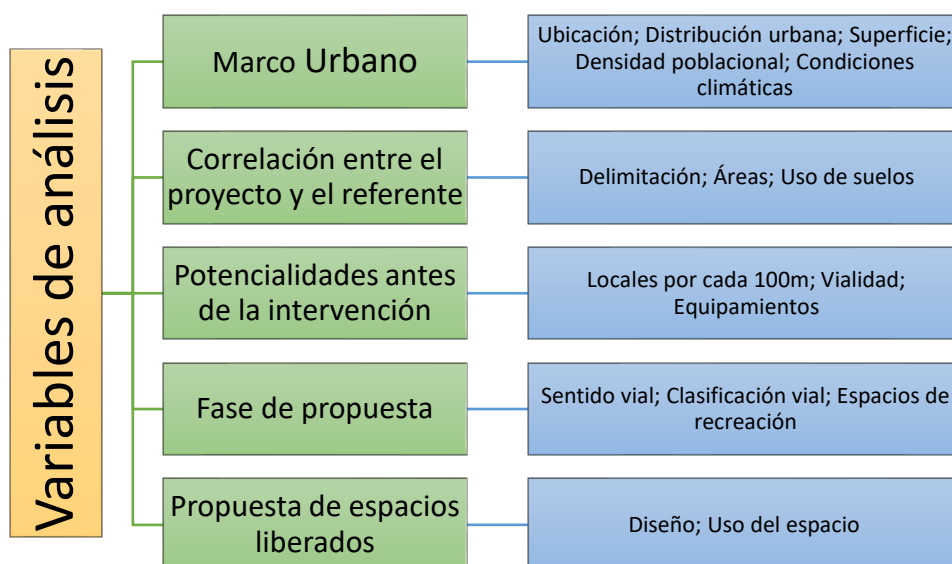 Variables de análisis
Marco Urbano
Ubicación; Distribución urbana; Superficie;
Densidad poblacional; Condiciones
climáticas
Correlación entre el
proyecto y el referente
Delimitación; Áreas; Uso de suelos
Potencialidades antes
de la intervención
Locales por cada 100m; Vialidad;
Equipamientos
Fase de propuesta
Sentido vial; Clasificación vial; Espacios de
recreación
Propuesta de espacios
liberados
Diseño; Uso del espacio